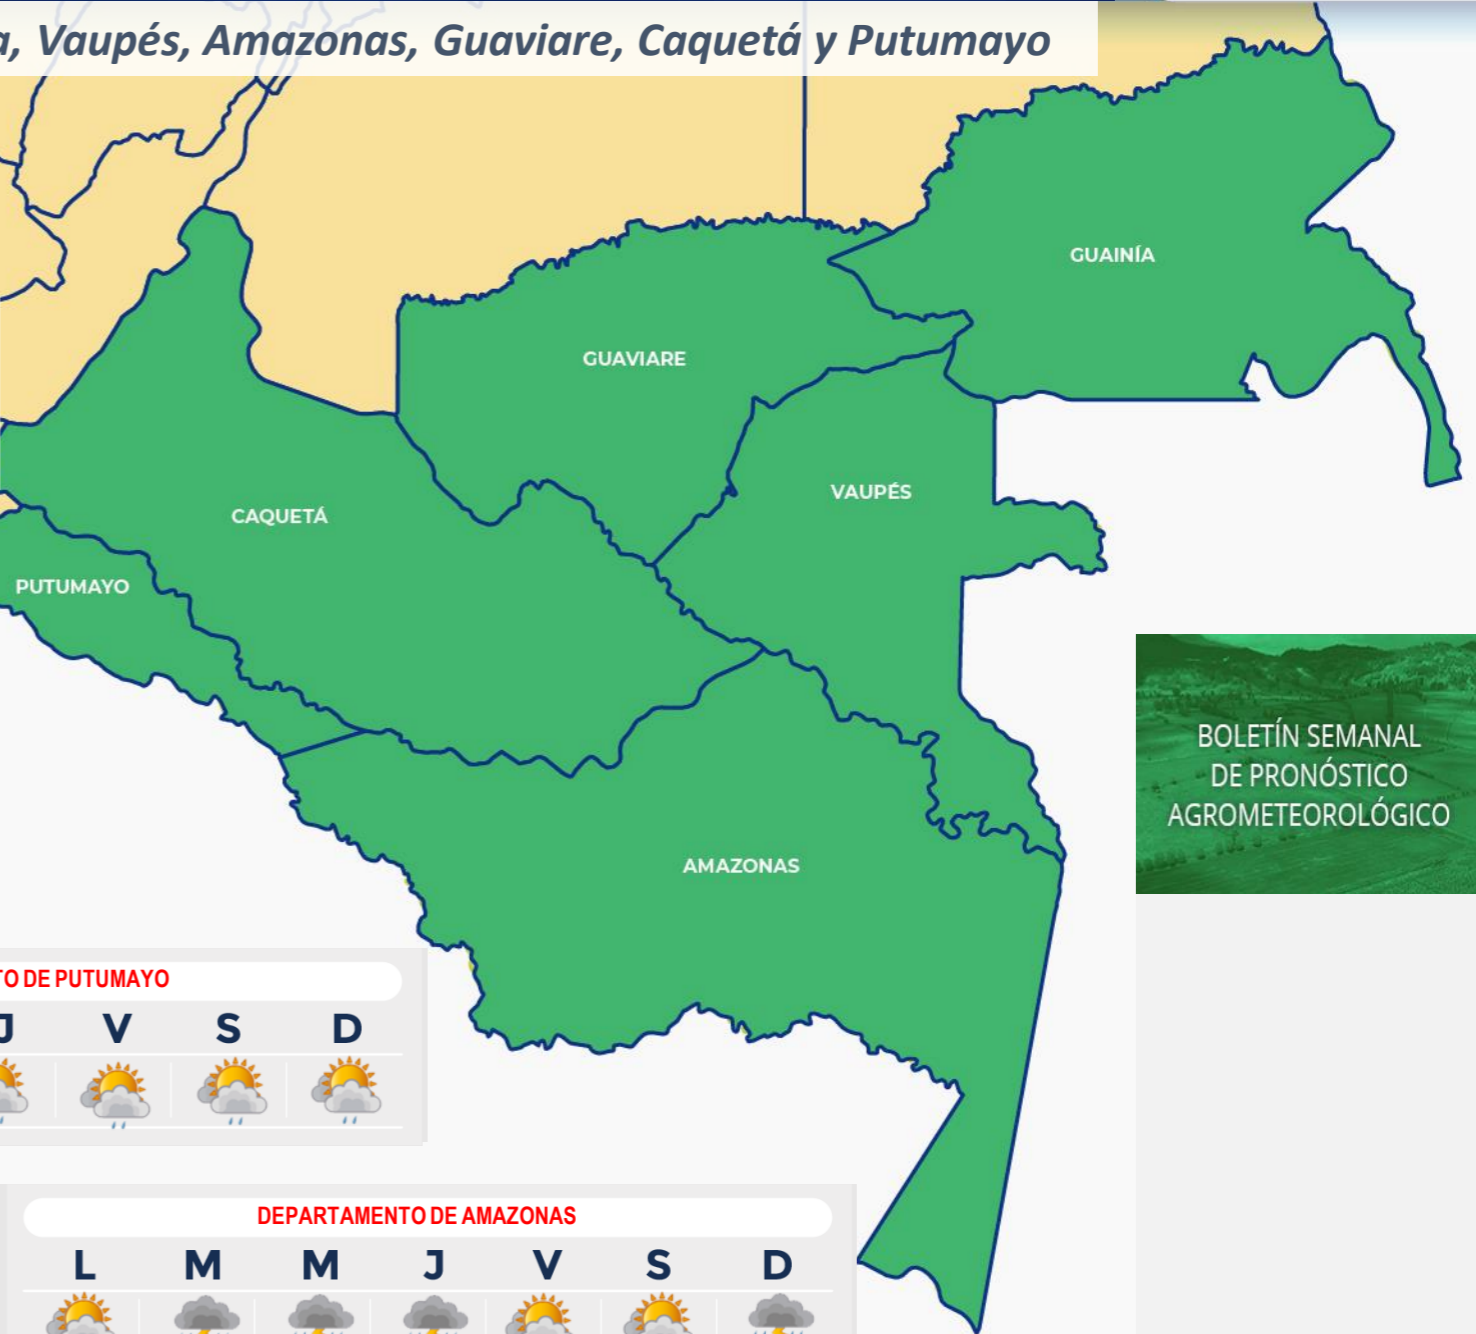 Vaupés, Amazonas, Guaviare, Caquetá y Putumayo
GUAINÍA
GUAVIARE
VAUPÉS
CAQUETÁ
PUTUMAYO
BOLETÍN SEMANAL
DE PRONÓSTICO
AGROMETEOROLÓGICO
AMAZONAS
DE PUTUMAYO
J V S D
DEPARTAMENTO DE AMAZONAS
L M M J V S D